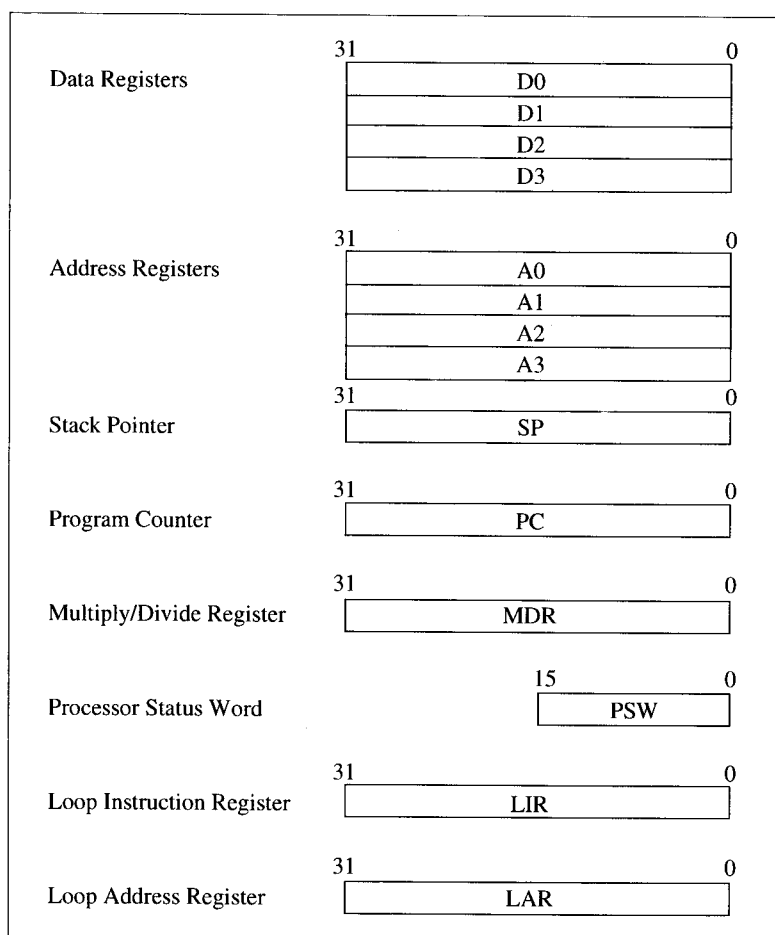 31 0
Data Registers D0
D1
D2
D3
31 0
Address Registers A0
A1
A2
A3
31 0
Stack Pointer SP
31 0
Program Counter PC
31 0
Multiply/Divide Register MDR
15 0
Processor Status Word PSW
31 0
Loop Instruction Register LIR
31 0
Loop Address Register LAR